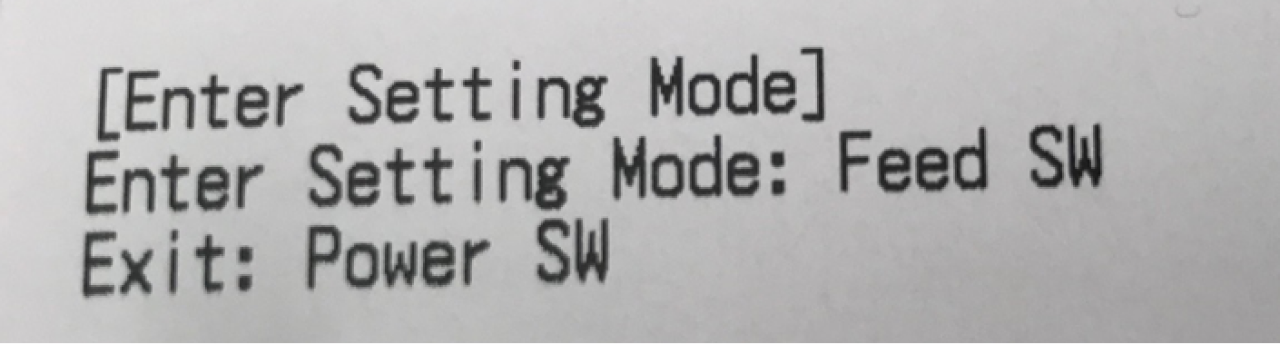 [Enter Setting Mode]
Enter Setting Mode: Feed SW
Exit: Power SW